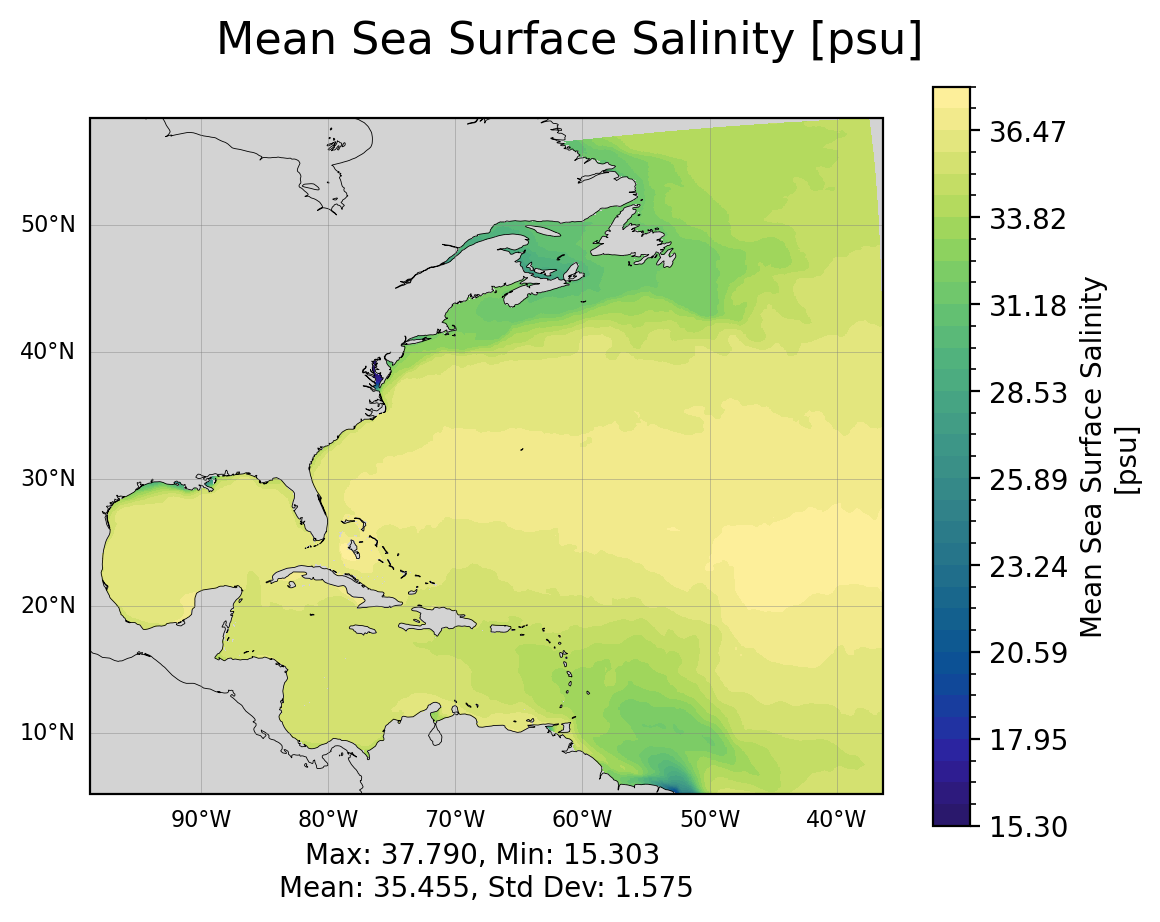 Mean Sea Surface Salinity [psu]
50°N
40°N
30°N
20°N
10°N
90°W 80°W 70°W 60°W 50°W 40°W
Max: 37.790, Min: 15.303
Mean: 35.455, Std Dev: 1.575
36.47
33.82
31.18
28.53
25.89
23.24
20.59
17.95
15.30
Mean Sea Surface Salinity
[psu]